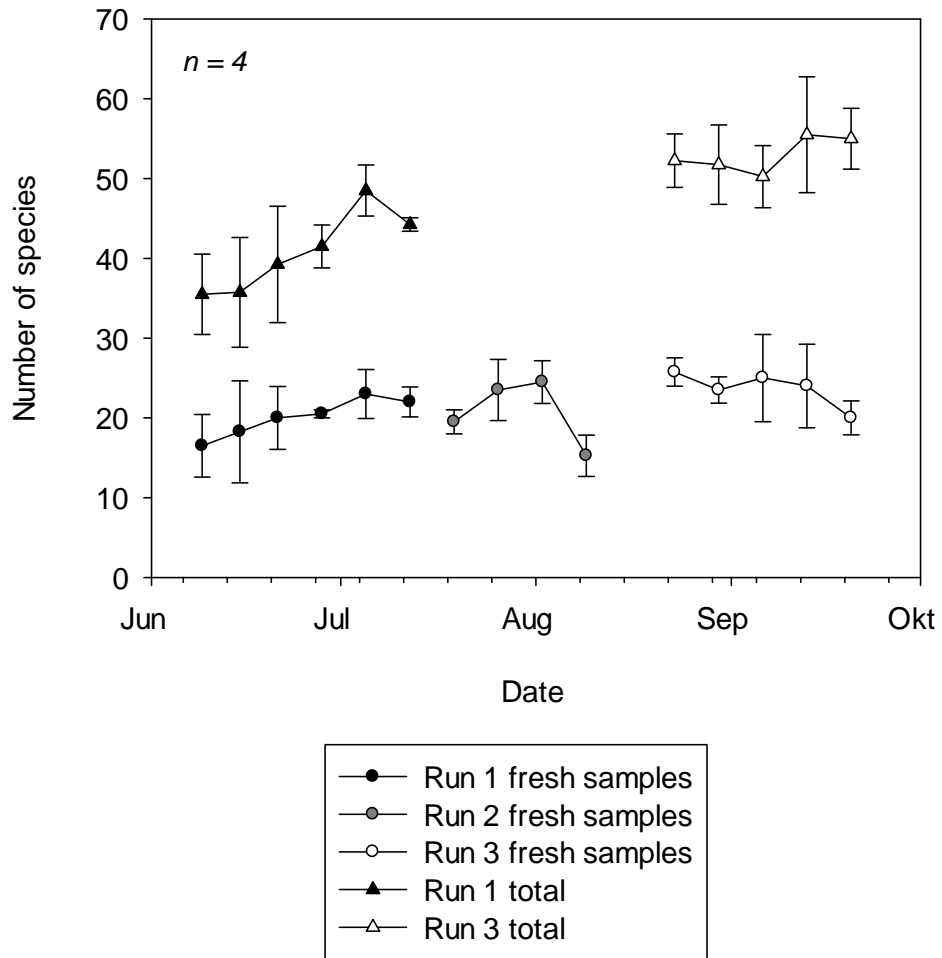 70
n = 4
60
50
40
30
20
10
0
Number of species
Jun Jul Aug Sep Okt
Date
Run 1 fresh samples
Run 2 fresh samples
Run 3 fresh samples
Run 1 total
Run 3 total